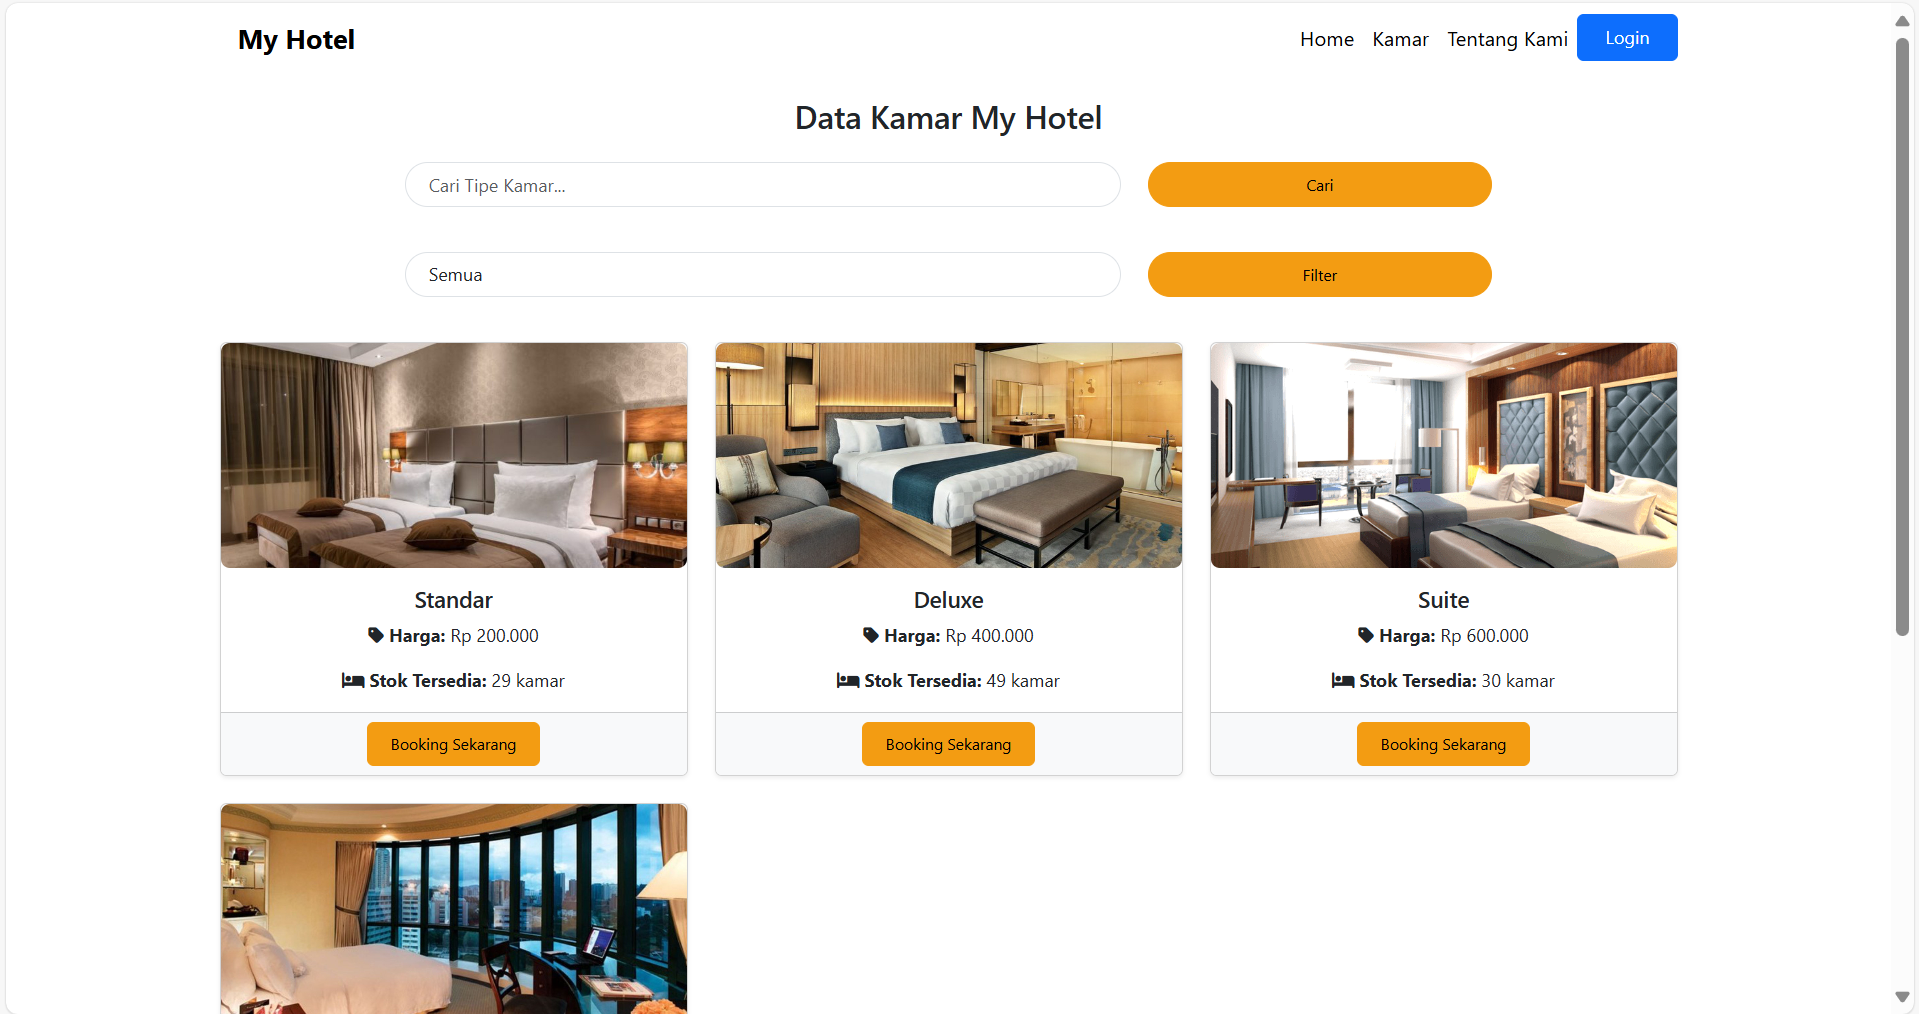 My Hotel
Home Kamar Tentang Kami Login
Data Kamar My Hotel
Cari Tipe Kamar... Cari
Semua Filter
Standar
Harga: Rp 200.000
Stok Tersedia: 29 kamar
Booking Sekarang
Deluxe
Harga: Rp 400.000
Stok Tersedia: 49 kamar
Booking Sekarang
Suite
Harga: Rp 600.000
Stok Tersedia: 30 kamar
Booking Sekarang